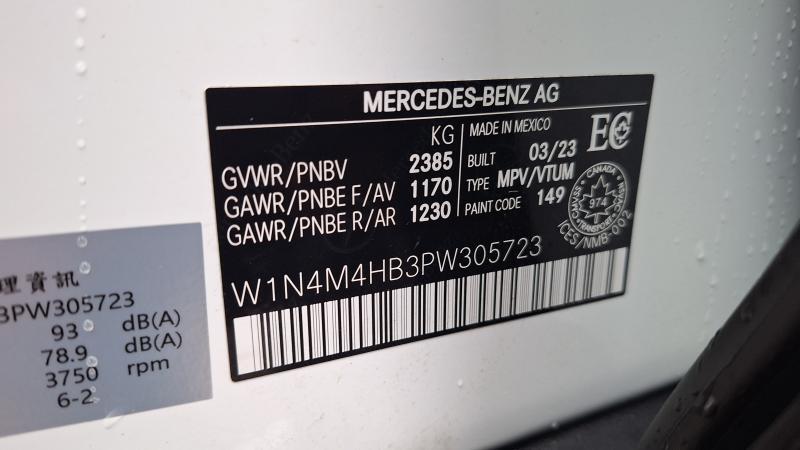 MERCEDES-BENZ AG
KG
GVWR/PNBV 2385
GAWR/PNBE F/AV 1170
GAWR/PNBE R/AR 1230
MADE IN MEXICO
BUILT 03/23
TYPE MPV/VTUM
PAINT CODE 149
EC
CANADA
974
TRANSPORT
ICES/NMB-002
W1N4M4HB3PW305723
理資訊
3PW305723
93 dB(A)
78.9 dB(A)
3750 rpm
6-2